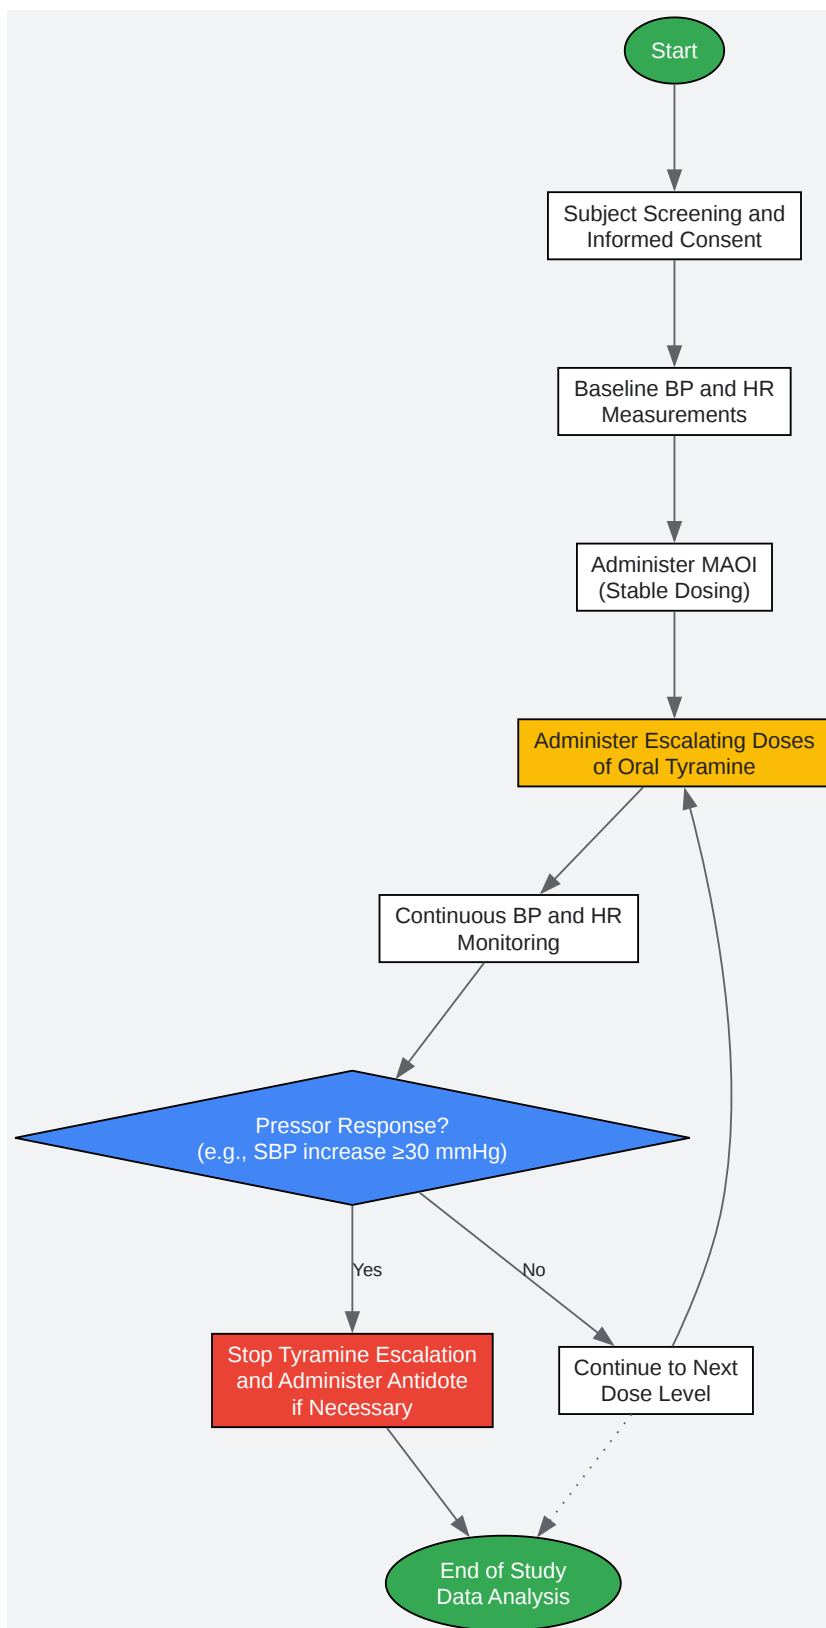 Start
Subject Screening and
Informed Consent
Baseline BP and HR
Measurements
Administer MAOI
(Stable Dosing)
Administer Escalating Doses
of Oral Tyramine
Continuous BP and HR
Monitoring
Pressor Response?
(e.g., SBP increase ≥30 mmHg)
Yes
No
Stop Tyramine Escalation
and Administer Antidote
if Necessary
Continue to Next
Dose Level
End of Study
Data Analysis